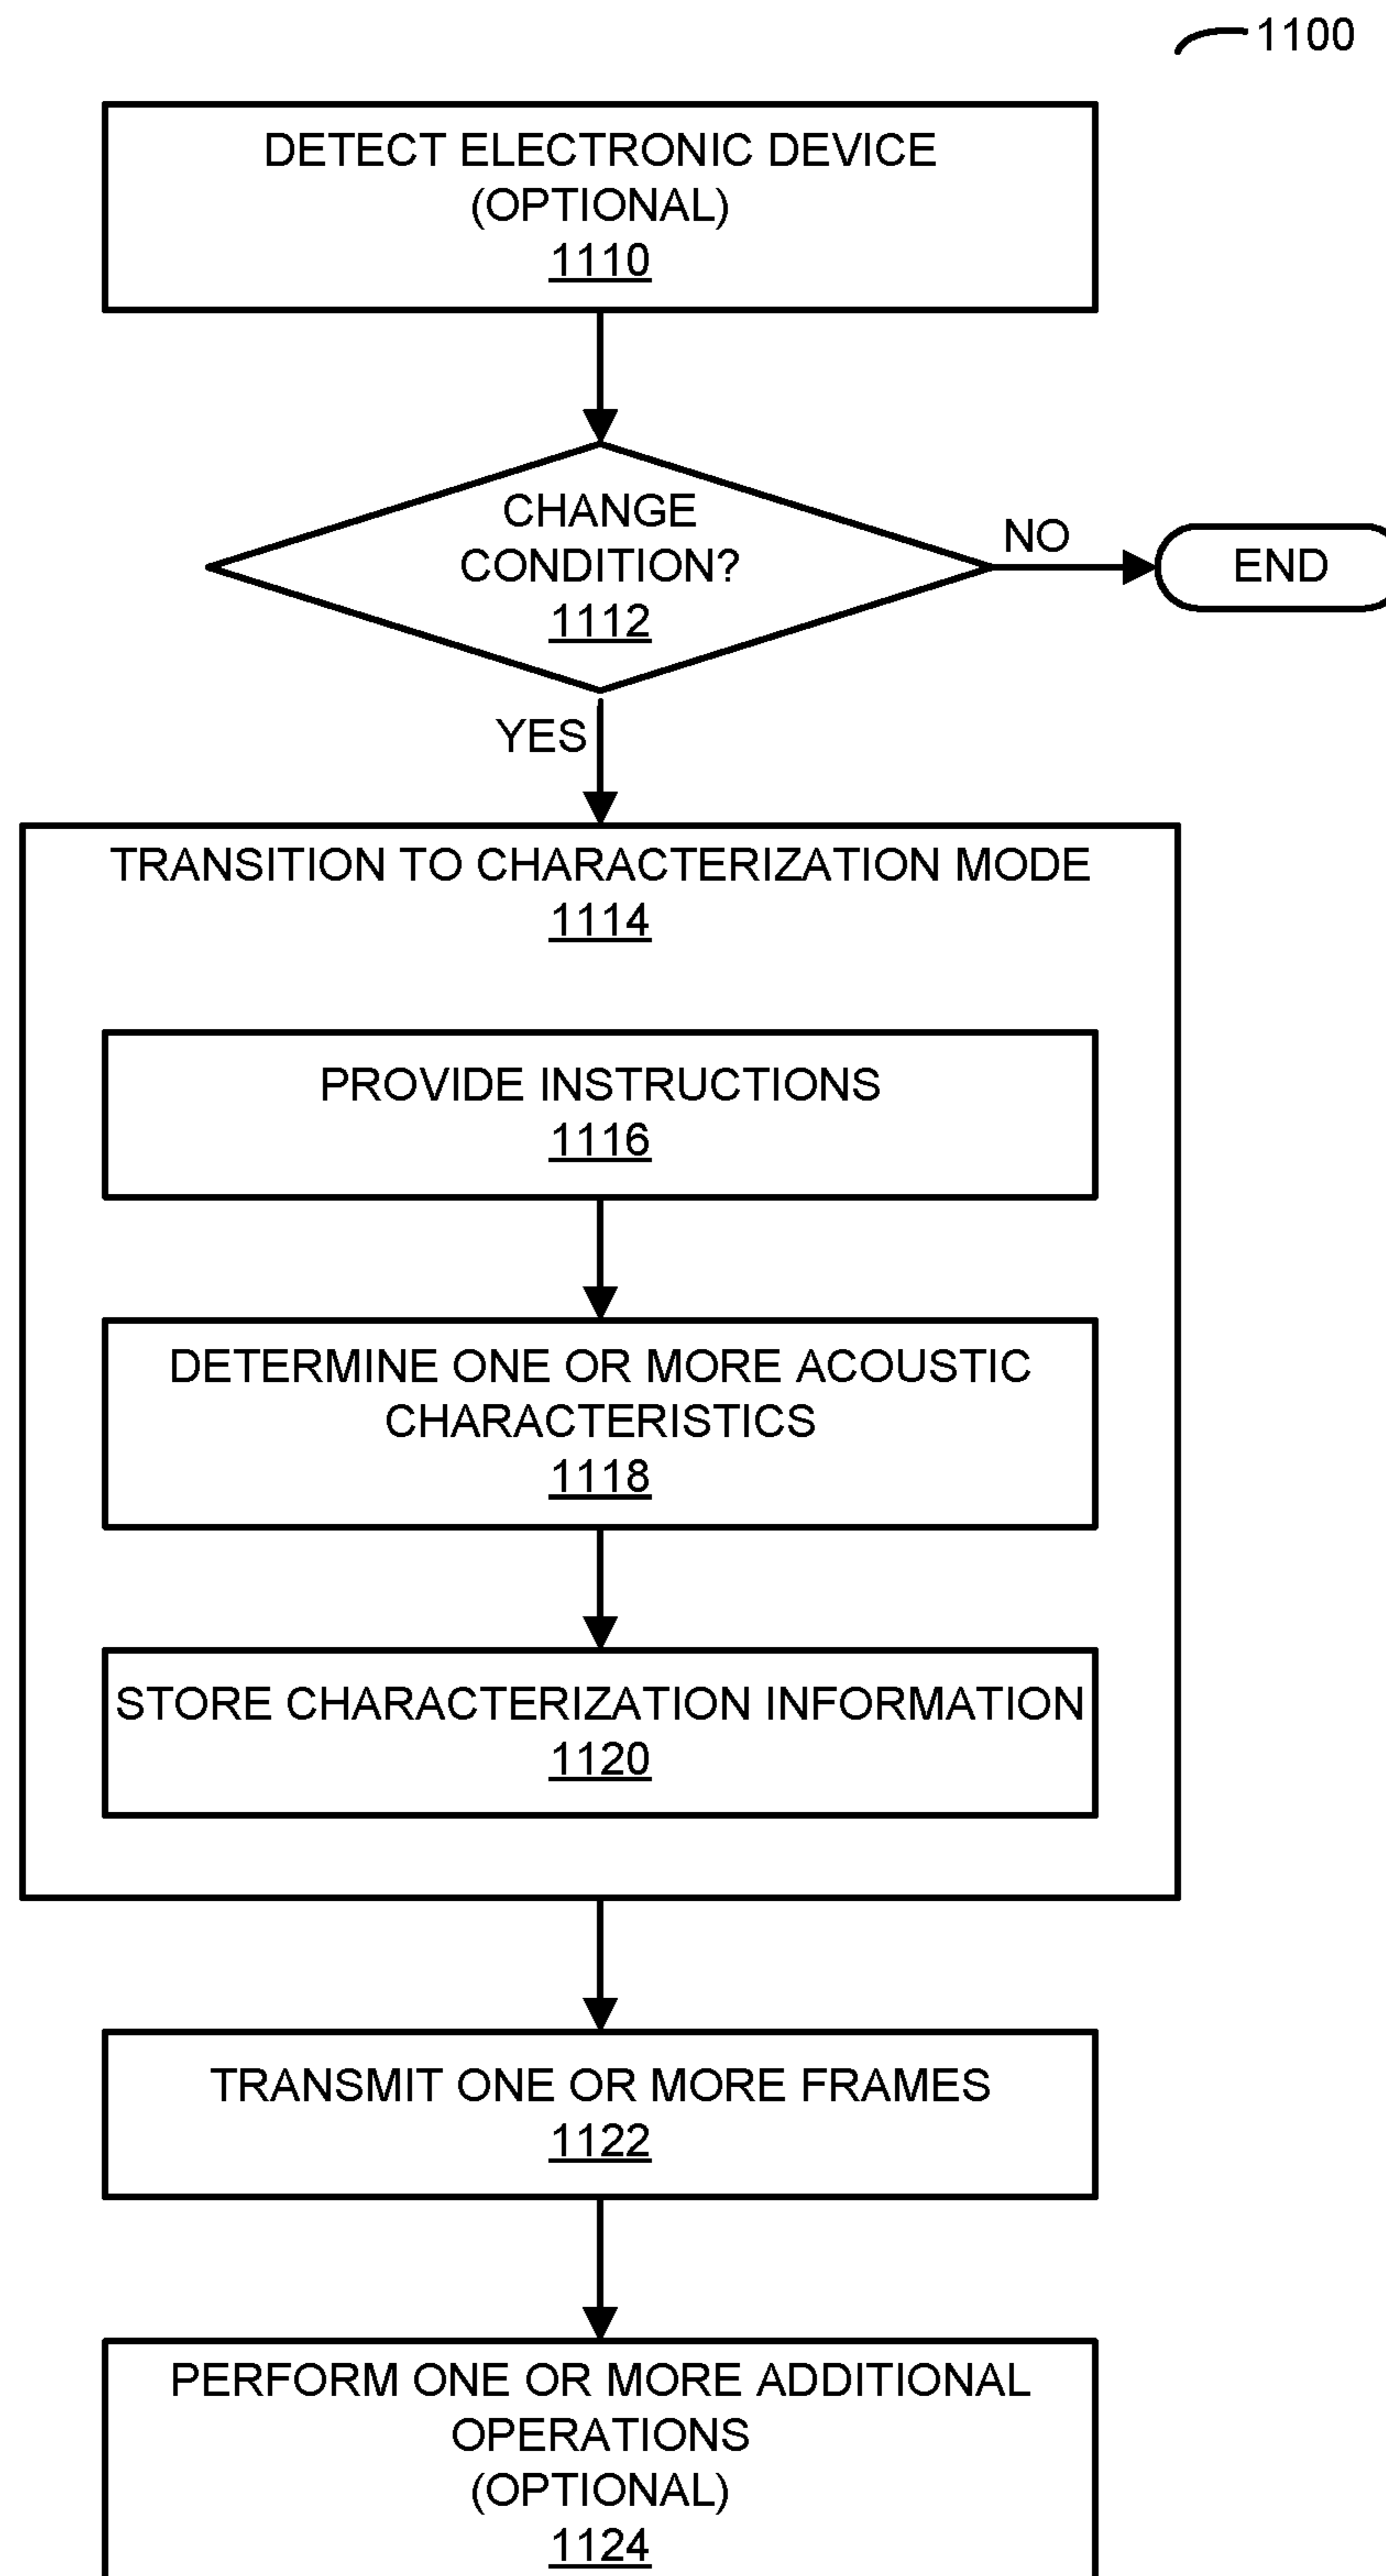 1100
DETECT ELECTRONIC DEVICE
(OPTIONAL)
1110
CHANGE
CONDITION?
1112
NO
END
YES
TRANSITION TO CHARACTERIZATION MODE
1114
PROVIDE INSTRUCTIONS
1116
DETERMINE ONE OR MORE ACOUSTIC
CHARACTERISTICS
1118
STORE CHARACTERIZATION INFORMATION
1120
TRANSMIT ONE OR MORE FRAMES
1122
PERFORM ONE OR MORE ADDITIONAL
OPERATIONS
(OPTIONAL)
1124